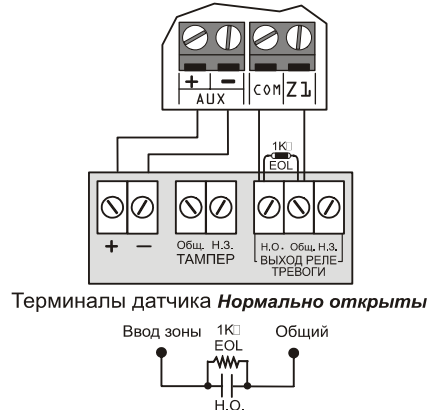 + − COM Z1
AUX
1K□
EOL
+ −
Общ. Н.З.
ТАМПЕР
Н.О. Общ. Н.З.
ВЫХОД РЕЛЕ
ТРЕВОГИ
Терминалы датчика Нормально открыты
Ввод зоны 1K□ Общий
EOL
Н.О.